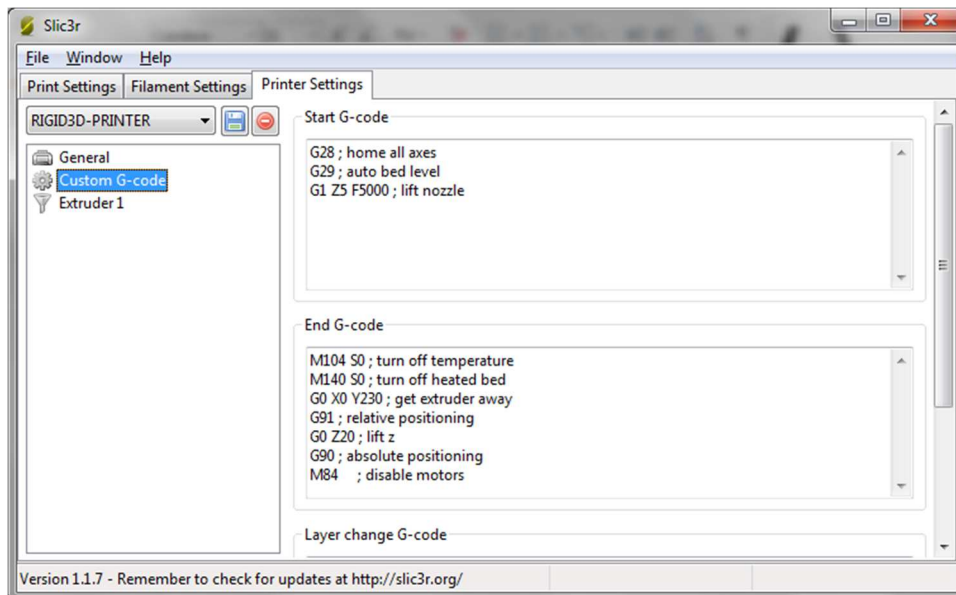 Slic3r
File Window Help
Print Settings Filament Settings Printer Settings
RIGID3D-PRINTER
General
Custom G-code
Extruder 1
Start G-code
G28 ; home all axes
G29 ; auto bed level
G1 Z5 F5000 ; lift nozzle
End G-code
M104 S0 ; turn off temperature
M140 S0 ; turn off heated bed
G0 X0 Y230 ; get extruder away
G91 ; relative positioning
G0 Z20 ; lift z
G90 ; absolute positioning
M84 ; disable motors
Layer change G-code
Version 1.1.7 - Remember to check for updates at http://slic3r.org/